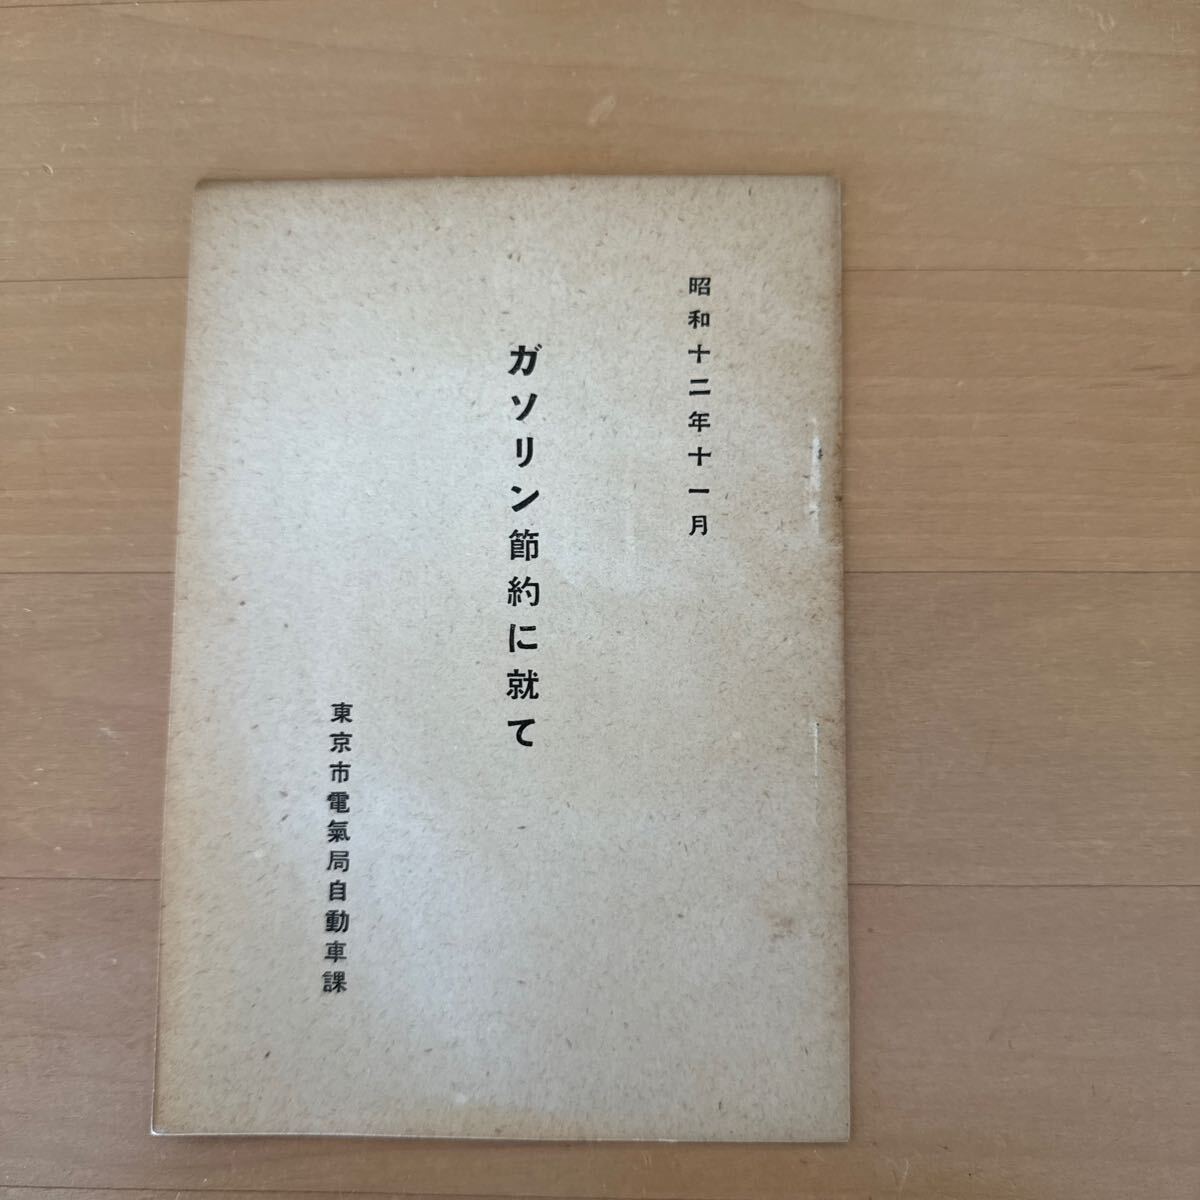 昭和十二年十一月
ガソリン節約に就て
東京市電氣局自動車課